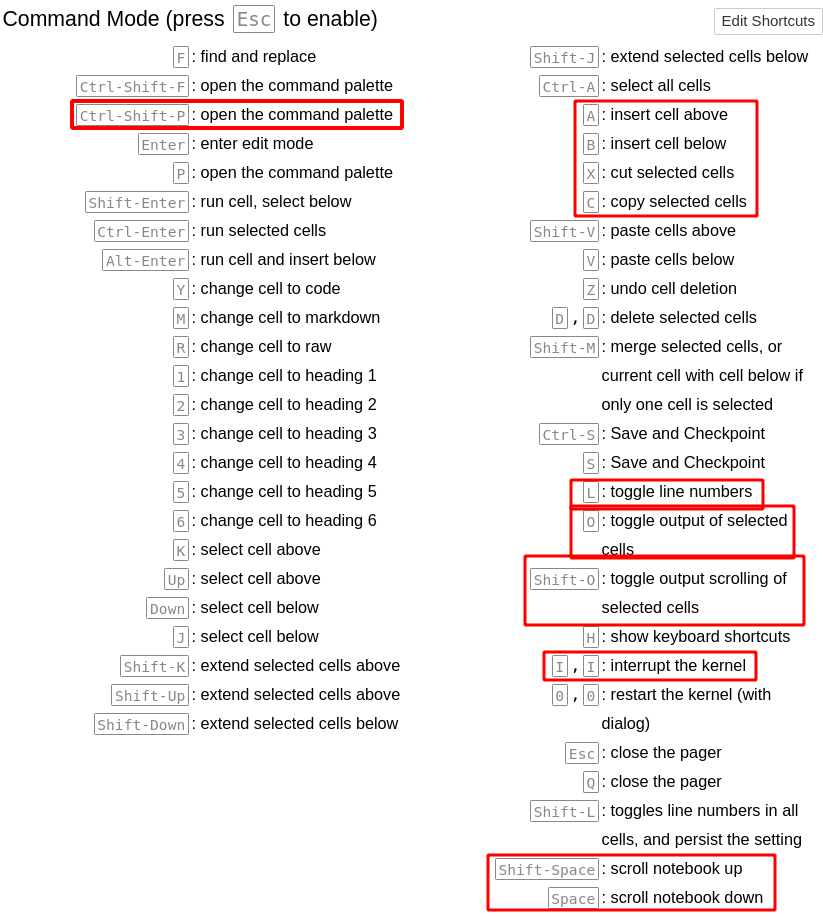 Command Mode (press Esc to enable)
Edit Shortcuts
F : find and replace
Ctrl-Shift-F : open the command palette
Ctrl-Shift-P : open the command palette
Enter : enter edit mode
P : open the command palette
Shift-Enter : run cell, select below
Ctrl-Enter : run selected cells
Alt-Enter : run cell and insert below
Y : change cell to code
M : change cell to markdown
R : change cell to raw
1 : change cell to heading 1
2 : change cell to heading 2
3 : change cell to heading 3
4 : change cell to heading 4
5 : change cell to heading 5
6 : change cell to heading 6
K : select cell above
Up : select cell above
Down : select cell below
J : select cell below
Shift-K : extend selected cells above
Shift-Up : extend selected cells above
Shift-Down : extend selected cells below
Shift-J : extend selected cells below
Ctrl-A : select all cells
A : insert cell above
B : insert cell below
X : cut selected cells
C : copy selected cells
Shift-V : paste cells above
V : paste cells below
Z : undo cell deletion
D , D : delete selected cells
Shift-M : merge selected cells, or
current cell with cell below if
only one cell is selected
Ctrl-S : Save and Checkpoint
S : Save and Checkpoint
L : toggle line numbers
O : toggle output of selected
cells
Shift-O : toggle output scrolling of
selected cells
H : show keyboard shortcuts
I , I : interrupt the kernel
0 , 0 : restart the kernel (with
dialog)
Esc : close the pager
Q : close the pager
Shift-L : toggles line numbers in all
cells, and persist the setting
Shift-Space : scroll notebook up
Space : scroll notebook down